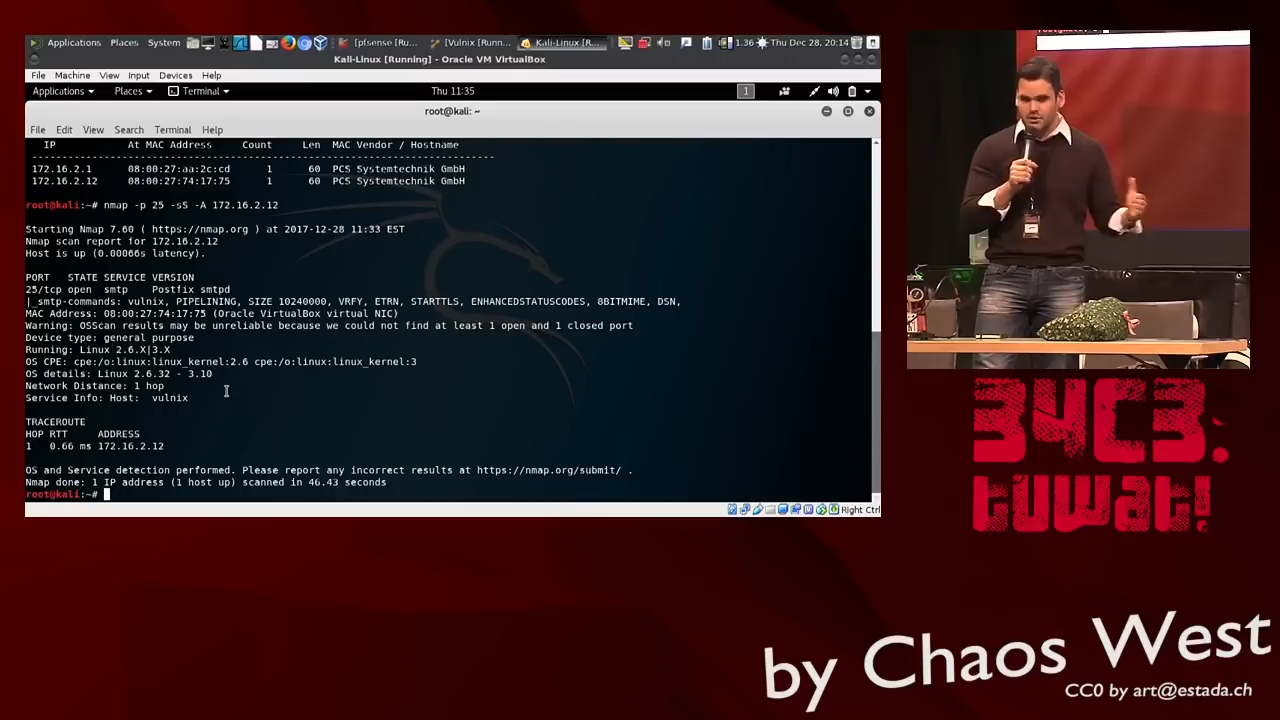 Applications Places System [pfsense [Ru... [Vulnix [Runn... Kali-Linux [R... 1.36 Thu Dec 28, 20:14
Kali-Linux [Running] - Oracle VM VirtualBox
File Machine View Input Devices Help
Applications Places Terminal Thu 11:35 1
root@kali: ~
File Edit View Search Terminal Help
IP At MAC Address Count Len MAC Vendor / Hostname
-----------------------------------------------------------------------------
172.16.2.1 08:00:27:aa:2c:cd 1 60 PCS Systemtechnik GmbH
172.16.2.12 08:00:27:74:17:75 1 60 PCS Systemtechnik GmbH
root@kali:~# nmap -p 25 -sS -A 172.16.2.12
Starting Nmap 7.60 ( https://nmap.org ) at 2017-12-28 11:33 EST
Nmap scan report for 172.16.2.12
Host is up (0.00066s latency).
PORT STATE SERVICE VERSION
25/tcp open smtp Postfix smtpd
|_smtp-commands: vulnix, PIPELINING, SIZE 10240000, VRFY, ETRN, STARTTLS, ENHANCEDSTATUSCODES, 8BITMIME, DSN,
MAC Address: 08:00:27:74:17:75 (Oracle VirtualBox virtual NIC)
Warning: OSScan results may be unreliable because we could not find at least 1 open and 1 closed port
Device type: general purpose
Running: Linux 2.6.X|3.X
OS CPE: cpe:/o:linux:linux_kernel:2.6 cpe:/o:linux:linux_kernel:3
OS details: Linux 2.6.32 - 3.10
Network Distance: 1 hop
Service Info: Host: vulnix
TRACEROUTE
HOP RTT ADDRESS
1 0.66 ms 172.16.2.12
OS and Service detection performed. Please report any incorrect results at https://nmap.org/submit/ .
Nmap done: 1 IP address (1 host up) scanned in 46.43 seconds
root@kali:~#
Right Ctrl
34C3:
tuwat!
by Chaos West
CC0 by art@estada.ch